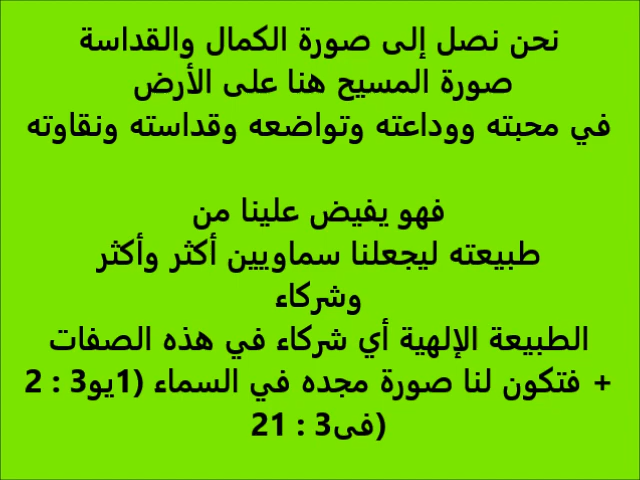 نحن نصل إلى صورة الكمال والقداسة
صورة المسيح هنا على الأرض
في محبته ووداعته وتواضعه وقداسته ونقاوته
فهو يفيض علينا من
طبيعته ليجعلنا سماويين أكثر وأكثر
وشركاء
الطبيعة الإلهية أي شركاء في هذه الصفات
+ فتكون لنا صورة مجده في السماء (1يو3 : 2
(فى3 : 21